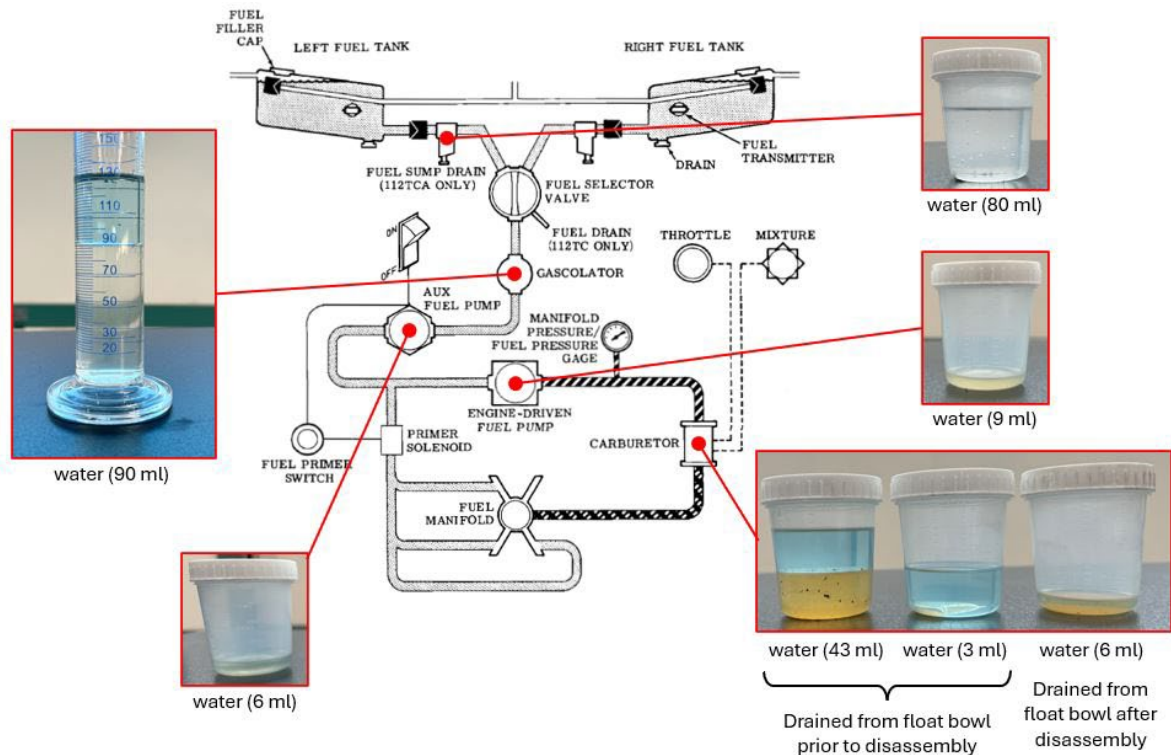 FUEL
FILLER
CAP
LEFT FUEL TANK
RIGHT FUEL TANK
FUEL SUMP DRAIN
(112TCA ONLY)
FUEL SELECTOR
VALVE
DRAIN
FUEL
TRANSMITTER
water (80 ml)
150
130
110
90
70
50
30
20
water (90 ml)
ON
OFF
FUEL DRAIN
(112TC ONLY)
GASCOLATOR
THROTTLE
MIXTURE
AUX
FUEL PUMP
MANIFOLD
PRESSURE/
FUEL PRESSURE
GAGE
water (9 ml)
ENGINE-DRIVEN
FUEL PUMP
CARBURETOR
PRIMER
SOLENOID
FUEL PRIMER
SWITCH
FUEL
MANIFOLD
water (6 ml)
water (43 ml)
water (3 ml)
water (6 ml)
Drained from float bowl
prior to disassembly
Drained from
float bowl after
disassembly